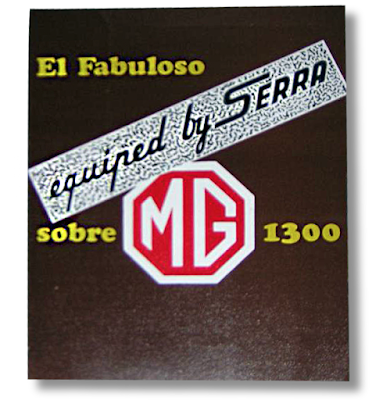 El Fabuloso
equiped by SERRA
sobre MG 1300